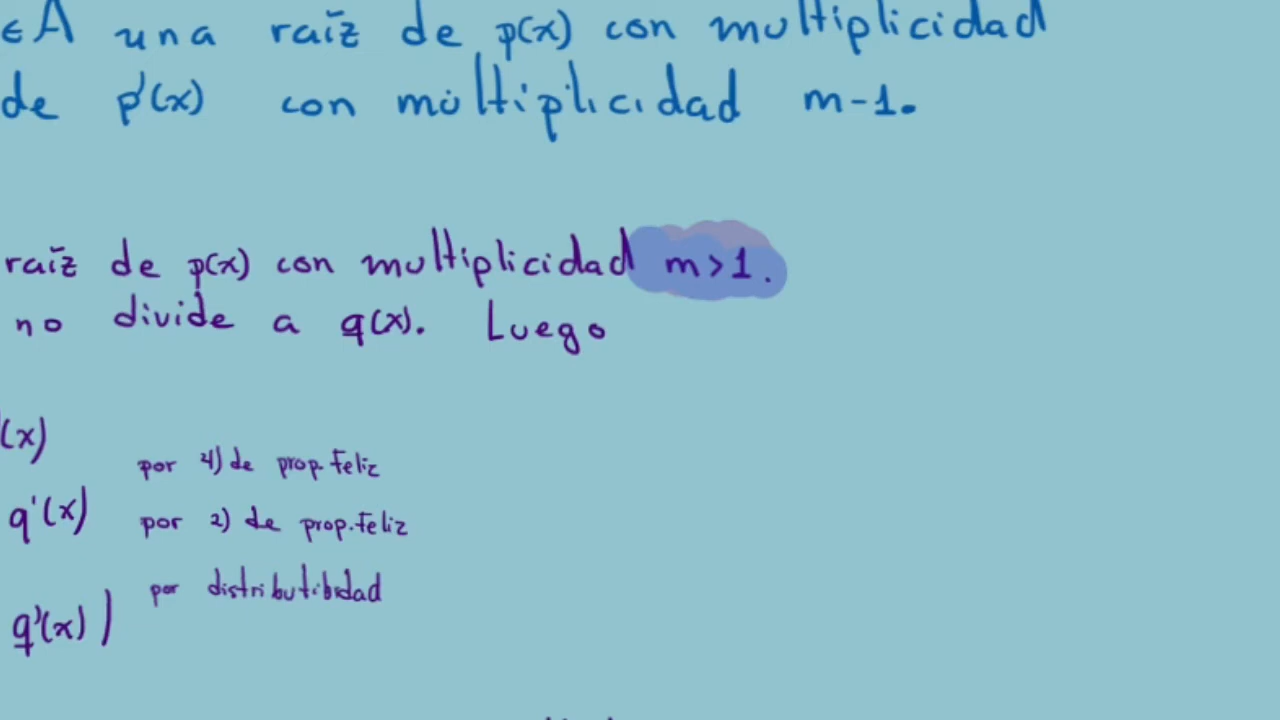 ∈A una raíz de p(x) con multiplicidad
de p'(x) con multiplicidad m-1.
raíz de p(x) con multiplicidad m>1.
no divide a q(x). Luego
(x)
por 4) de prop. feliz
q'(x) por 2) de prop. feliz
q'(x)) por distributibidad